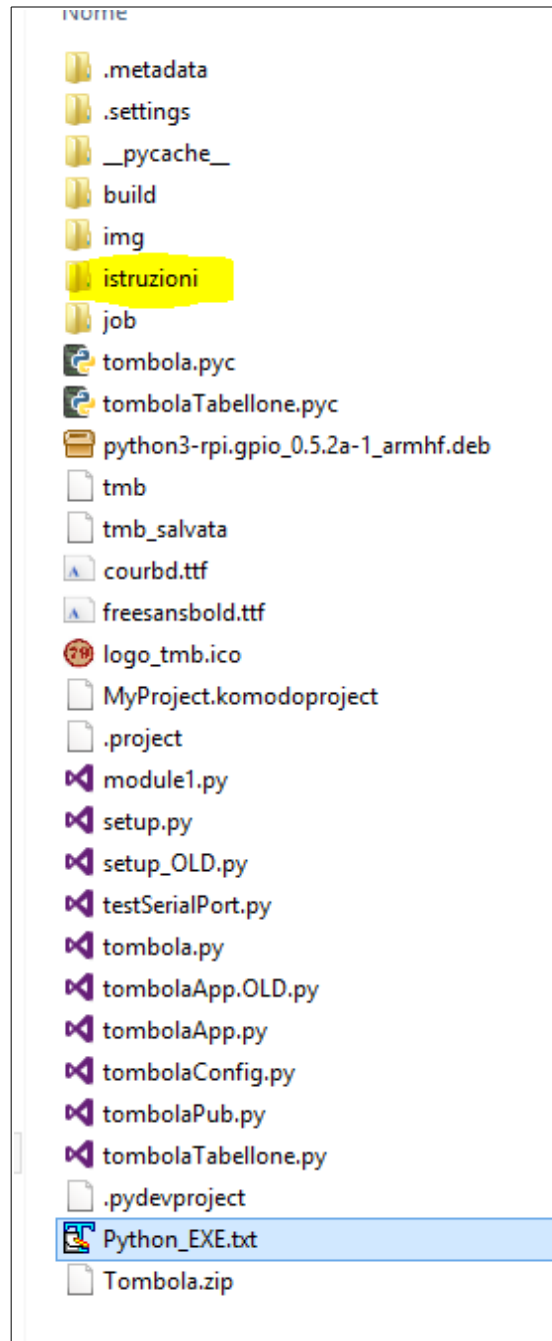 Nome
.metadata
.settings
__pycache__
build
img
istruzioni
job
tombola.pyc
tombolaTabellone.pyc
python3-rpi.gpio_0.5.2a-1_armhf.deb
tmb
tmb_salvata
courbd.ttf
freesansbold.ttf
logo_tmb.ico
MyProject.komodoproject
.project
module1.py
setup.py
setup_OLD.py
testSerialPort.py
tombola.py
tombolaApp.OLD.py
tombolaApp.py
tombolaConfig.py
tombolaPub.py
tombolaTabellone.py
.pydevproject
Python_EXE.txt
Tombola.zip